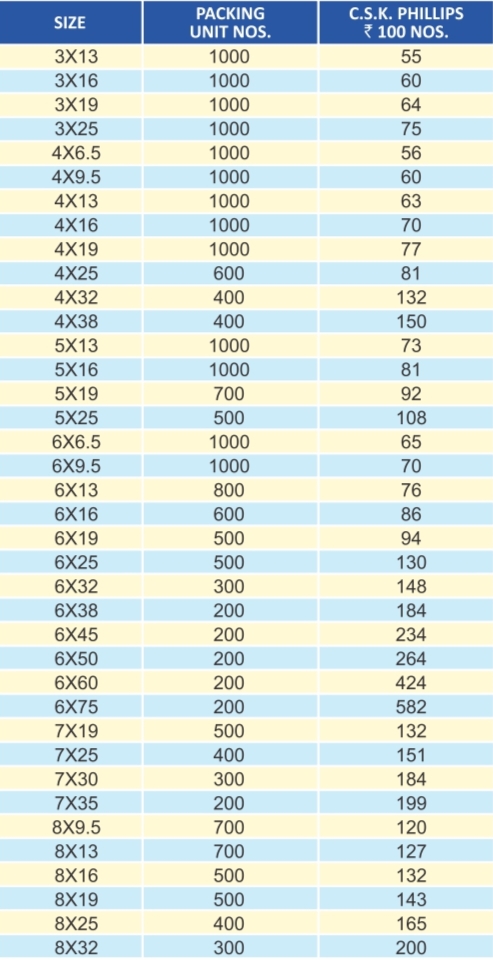 SIZE PACKING UNIT NOS. C.S.K. PHILLIPS ₹ 100 NOS.
3X13 1000 55
3X16 1000 60
3X19 1000 64
3X25 1000 75
4X6.5 1000 56
4X9.5 1000 60
4X13 1000 63
4X16 1000 70
4X19 1000 77
4X25 600 81
4X32 400 132
4X38 400 150
5X13 1000 73
5X16 1000 81
5X19 700 92
5X25 500 108
6X6.5 1000 65
6X9.5 1000 70
6X13 800 76
6X16 600 86
6X19 500 94
6X25 500 130
6X32 300 148
6X38 200 184
6X45 200 234
6X50 200 264
6X60 200 424
6X75 200 582
7X19 500 132
7X25 400 151
7X30 300 184
7X35 200 199
8X9.5 700 120
8X13 700 127
8X16 500 132
8X19 500 143
8X25 400 165
8X32 300 200